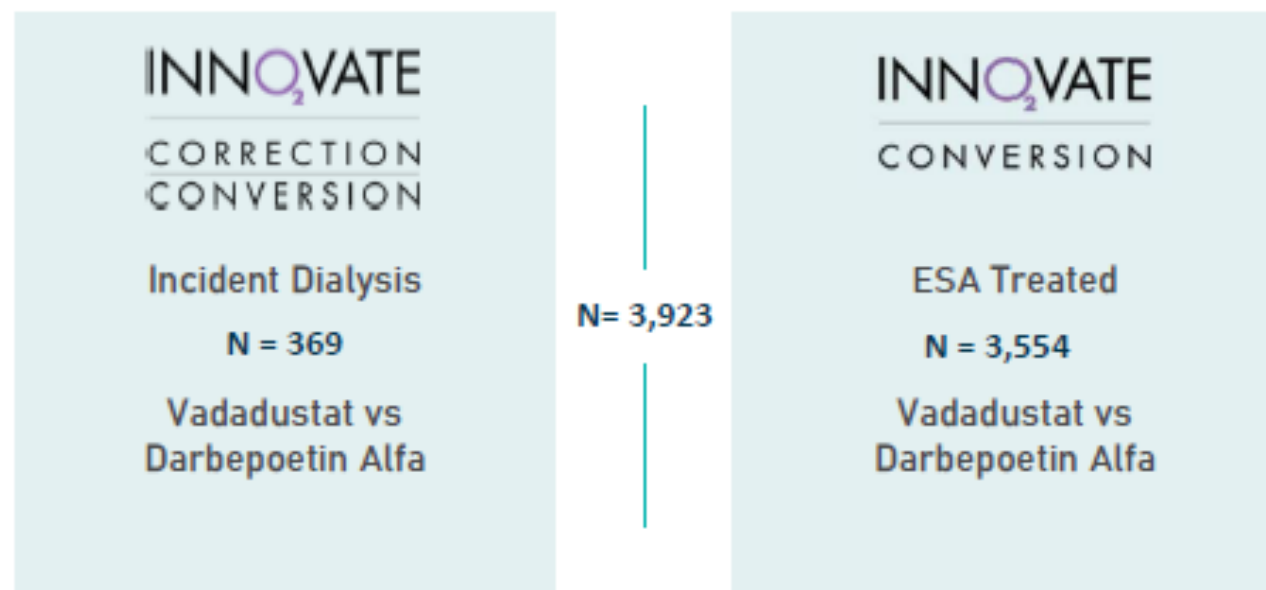 INNO2VATE
CORRECTION
CONVERSION
Incident Dialysis
N = 369
Vadadustat vs
Darbepoetin Alfa
N= 3,923
INNO2VATE
CONVERSION
ESA Treated
N = 3,554
Vadadustat vs
Darbepoetin Alfa